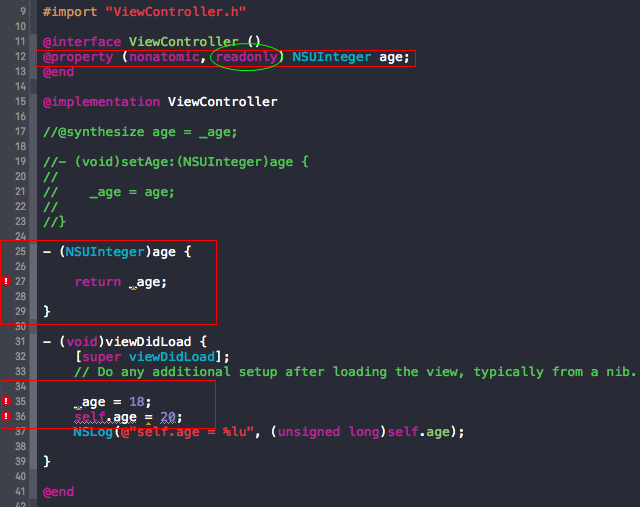 9 #import "ViewController.h"
10
11 @interface ViewController ()
12 @property (nonatomic, readonly) NSUInteger age;
13 @end
14
15 @implementation ViewController
16
17 //@synthesize age = _age;
18
19 //- (void)setAge:(NSUInteger)age {
20 //
21 //    _age = age;
22 //
23 //}
24
25 - (NSUInteger)age {
26
27     return _age;
28
29 }
30
31 - (void)viewDidLoad {
32     [super viewDidLoad];
33     // Do any additional setup after loading the view, typically from a nib.
34
35     _age = 18;
36     self.age = 20;
37     NSLog(@"self.age = %lu", (unsigned long)self.age);
38
39 }
40
41 @end
42